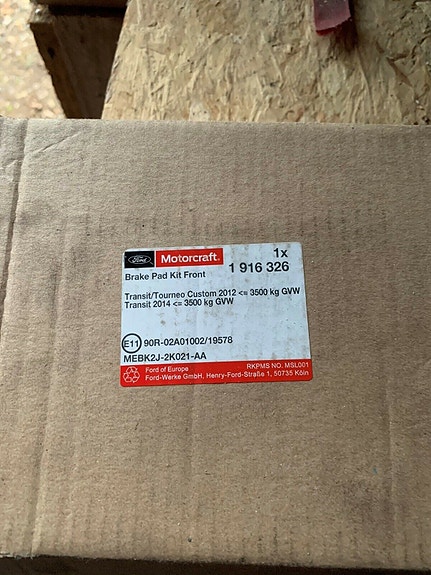 Ford Motorcraft. 1x
1 916 326
Brake Pad Kit Front
Transit/Tourneo Custom 2012 <= 3500 kg GVW
Transit 2014 <= 3500 kg GVW
E11 90R-02A01002/19578
MEBK2J-2K021-AA
Ford of Europe RKPMS NO. MSL001
Ford-Werke GmbH, Henry-Ford-Straße 1, 50735 Köln